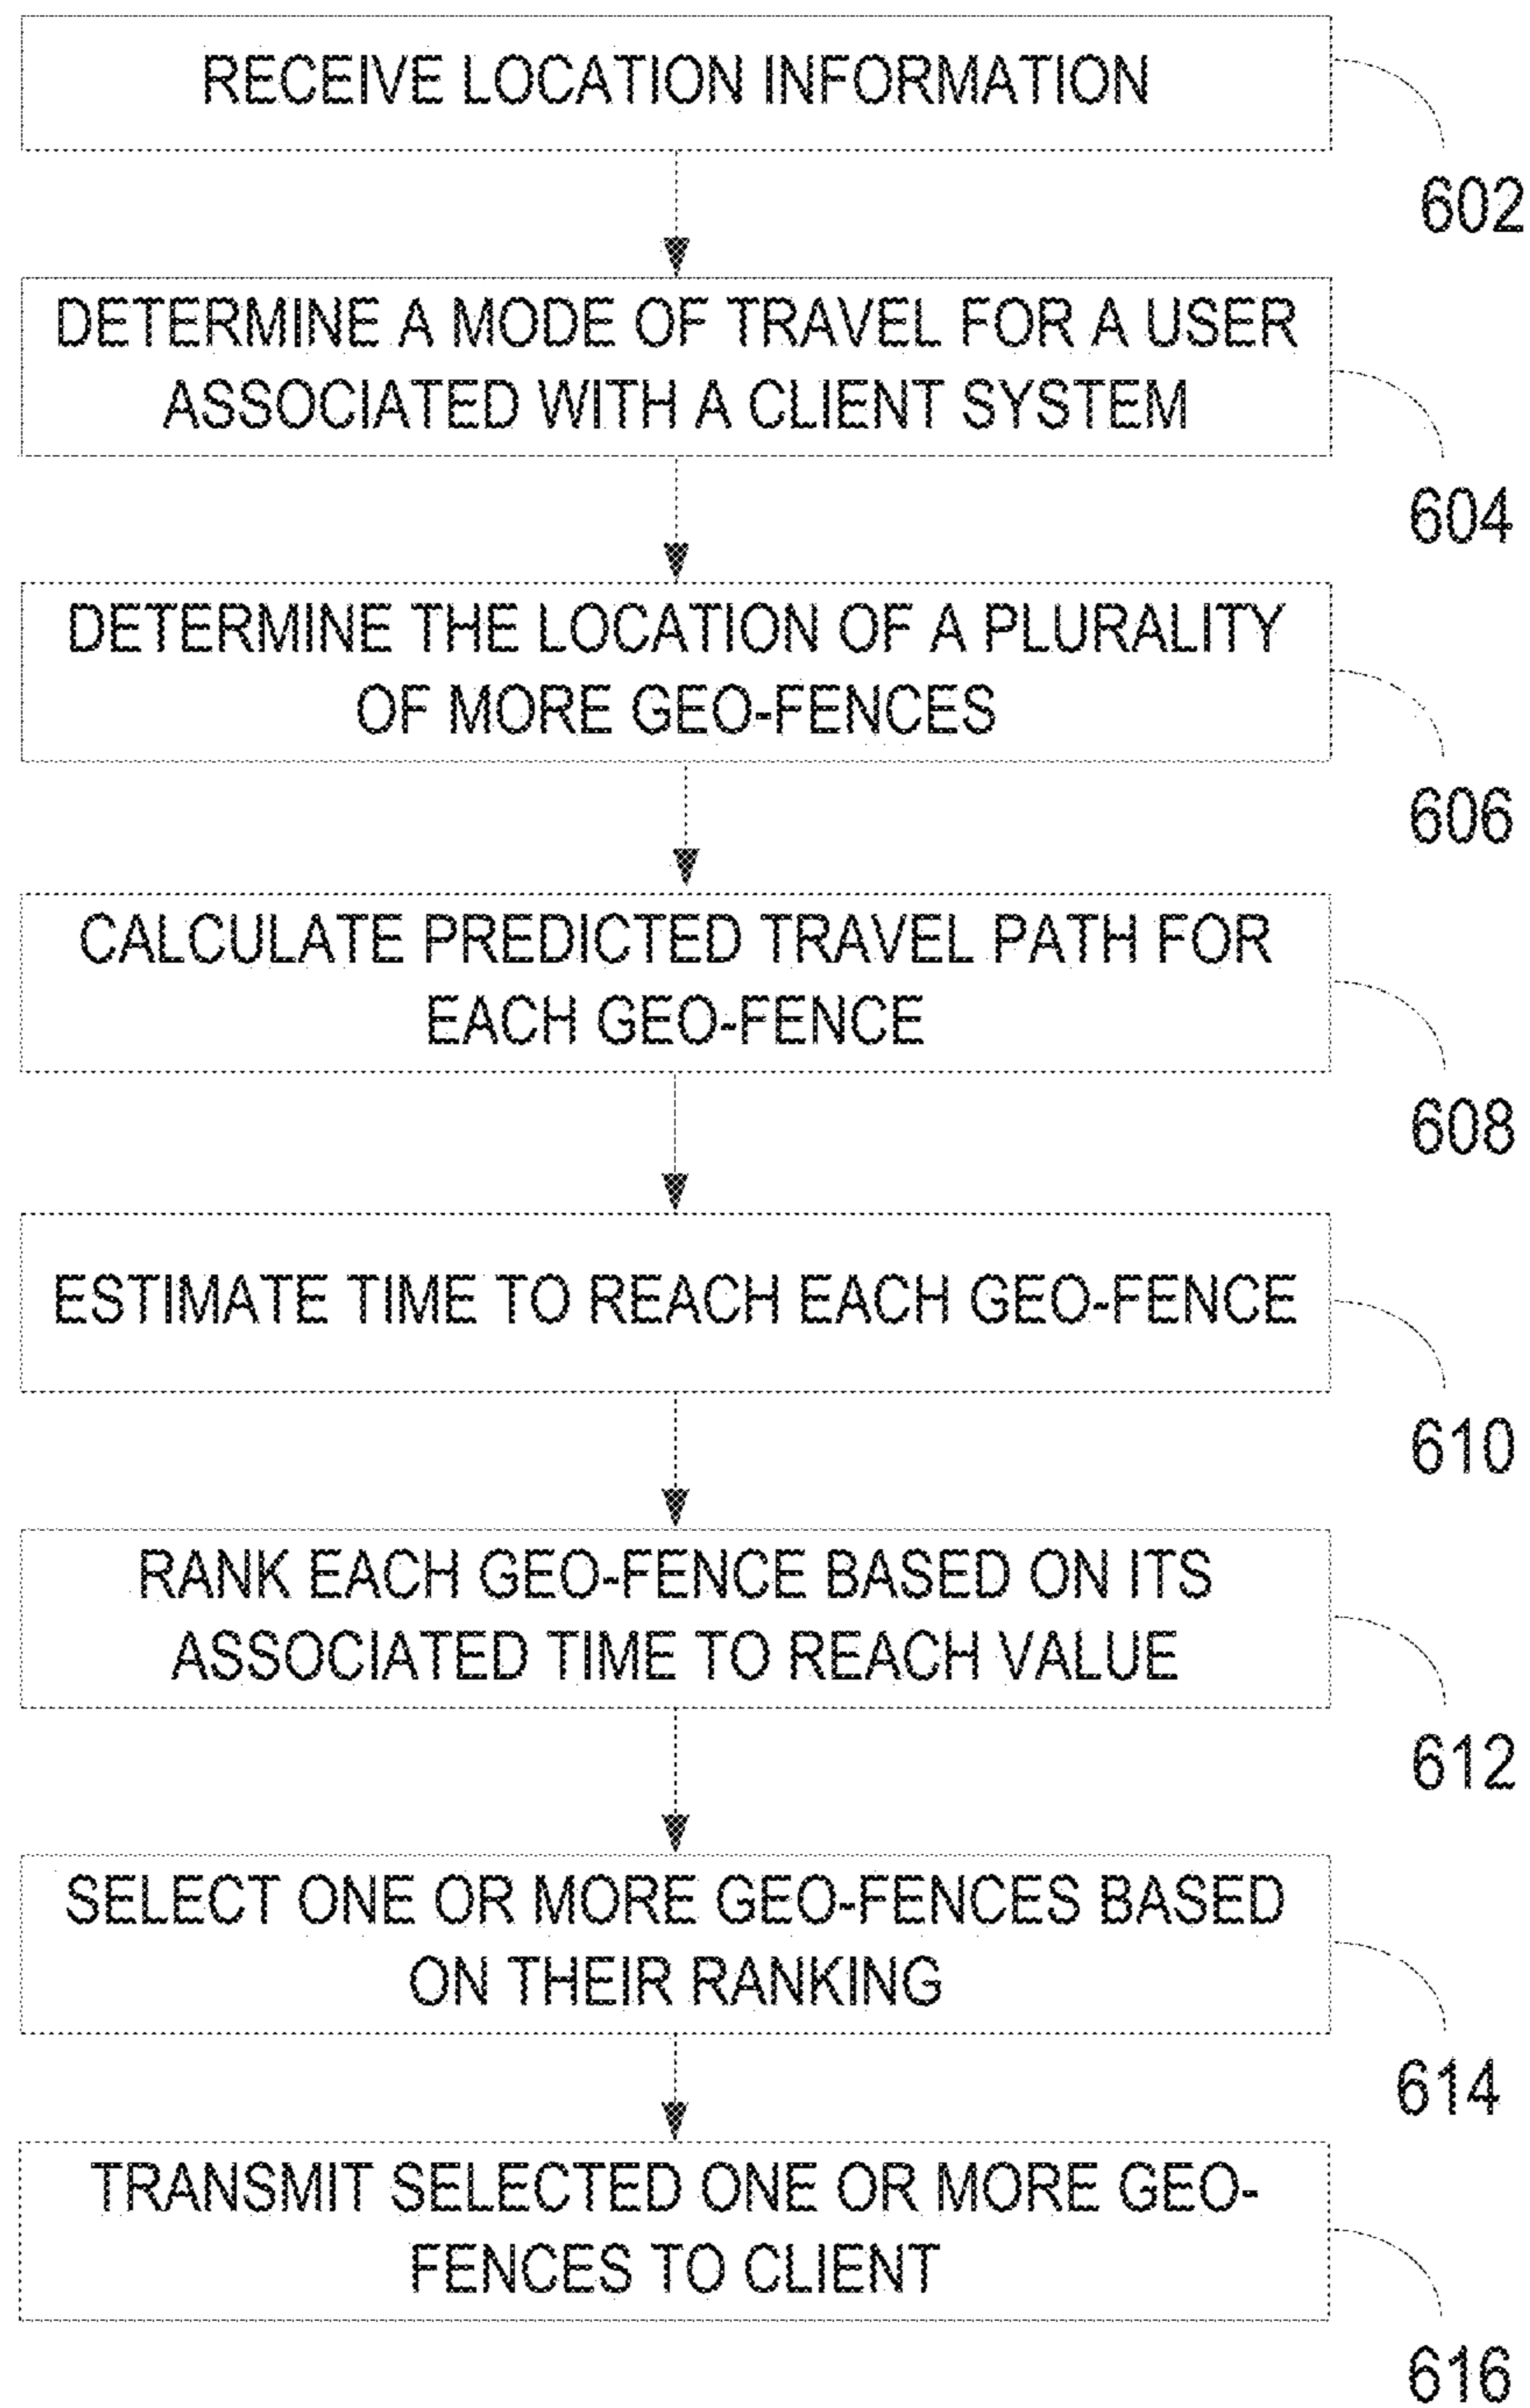 RECEIVE LOCATION INFORMATION
602
DETERMINE A MODE OF TRAVEL FOR A USER
ASSOCIATED WITH A CLIENT SYSTEM
604
DETERMINE THE LOCATION OF A PLURALITY
OF MORE GEO-FENCES
606
CALCULATE PREDICTED TRAVEL PATH FOR
EACH GEO-FENCE
608
ESTIMATE TIME TO REACH EACH GEO-FENCE
610
RANK EACH GEO-FENCE BASED ON ITS
ASSOCIATED TIME TO REACH VALUE
612
SELECT ONE OR MORE GEO-FENCES BASED
ON THEIR RANKING
614
TRANSMIT SELECTED ONE OR MORE GEO-
FENCES TO CLIENT
616